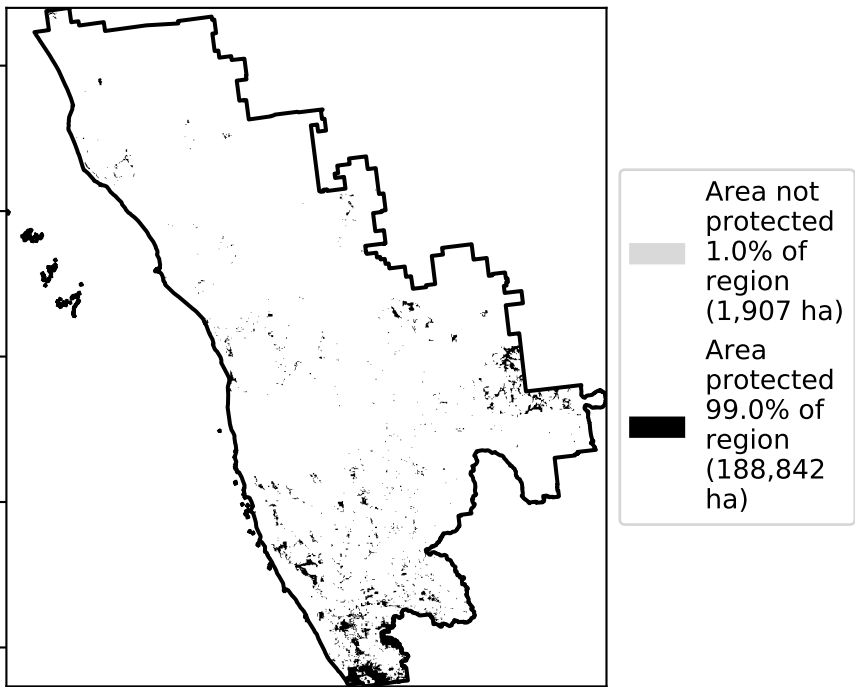 Area not
protected
1.0% of
region
(1,907 ha)
Area
protected
99.0% of
region
(188,842
ha)